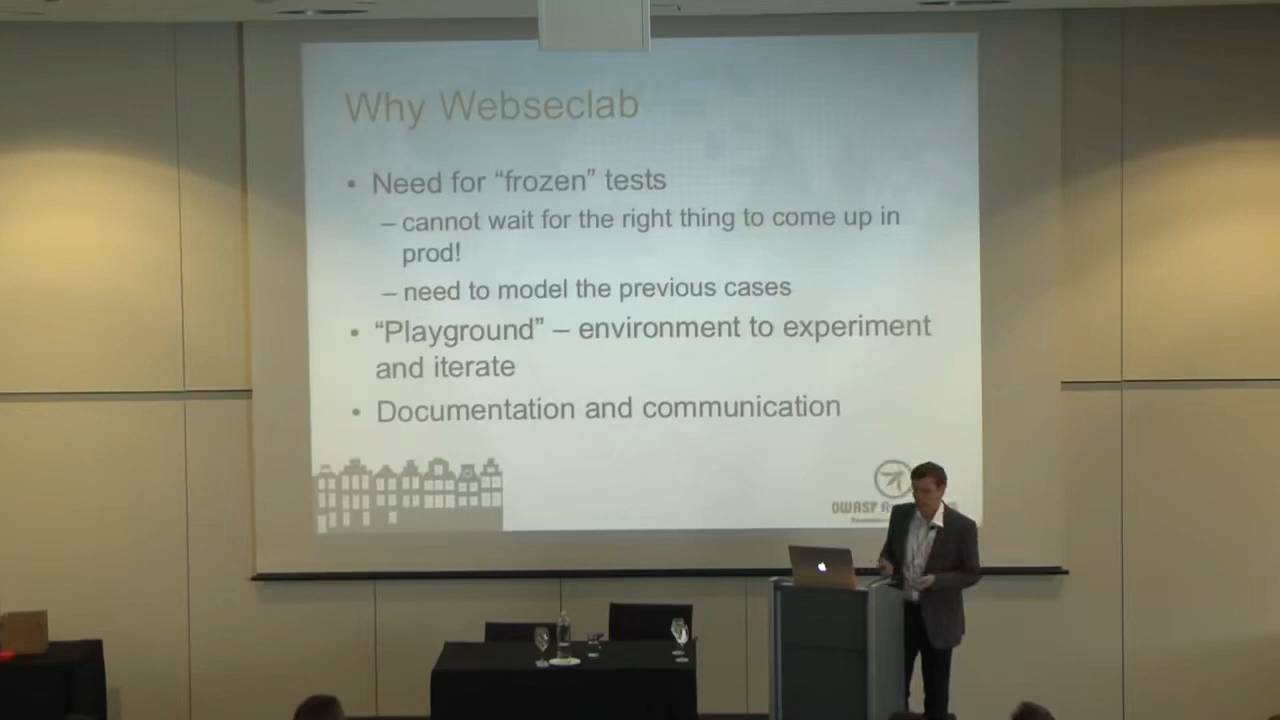 Why Webseclab
• Need for “frozen” tests
– cannot wait for the right thing to come up in
prod!
– need to model the previous cases
• “Playground” – environment to experiment
and iterate
• Documentation and communication
OWASP